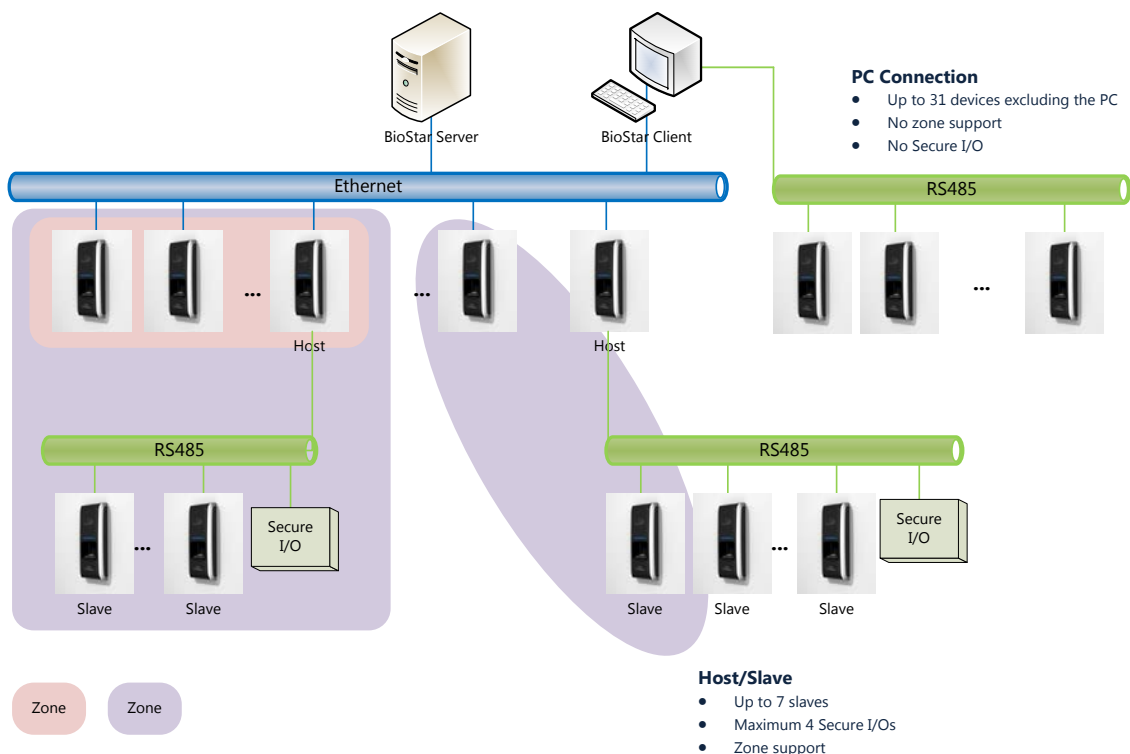 BioStar Server
BioStar Client
PC Connection
• Up to 31 devices excluding the PC
• No zone support
• No Secure I/O
Ethernet
RS485
...
...
...
Host
Host
RS485
RS485
Secure
I/O
Secure
I/O
...
...
Slave
Slave
Slave
Slave
Slave
Host/Slave
• Up to 7 slaves
• Maximum 4 Secure I/Os
• Zone support
Zone
Zone